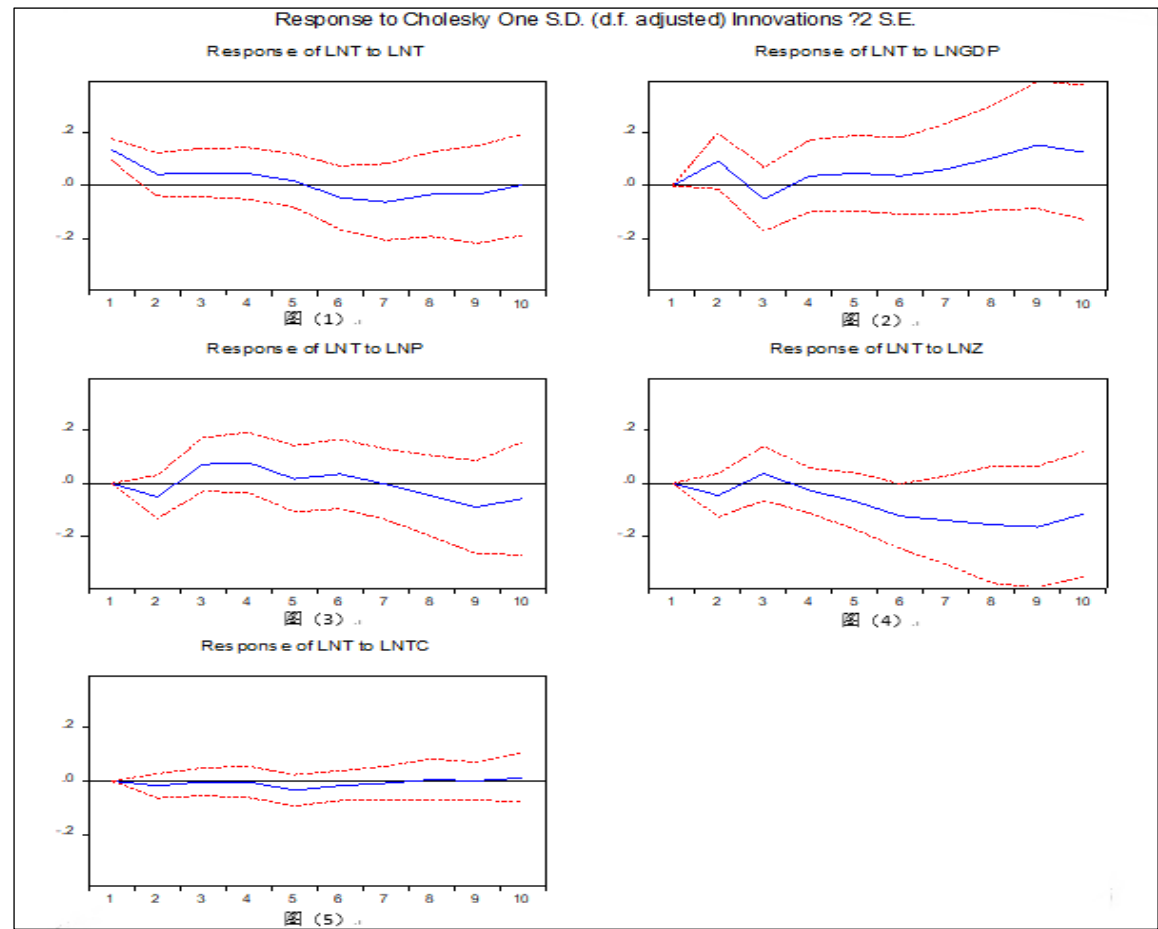 Response to Cholesky One S.D. (d.f. adjusted) Innovations ?2 S.E.
Response of LNT to LNT
.2
.0
-.2
1 2 3 4 5 6 7 8 9 10
图 (1)
Response of LNT to LNGDP
.2
.0
-.2
1 2 3 4 5 6 7 8 9 10
图 (2)
Response of LNT to LNP
.2
.0
-.2
1 2 3 4 5 6 7 8 9 10
图 (3)
Response of LNT to LNZ
.2
.0
-.2
1 2 3 4 5 6 7 8 9 10
图 (4)
Response of LNT to LNTC
.2
.0
-.2
1 2 3 4 5 6 7 8 9 10
图 (5)